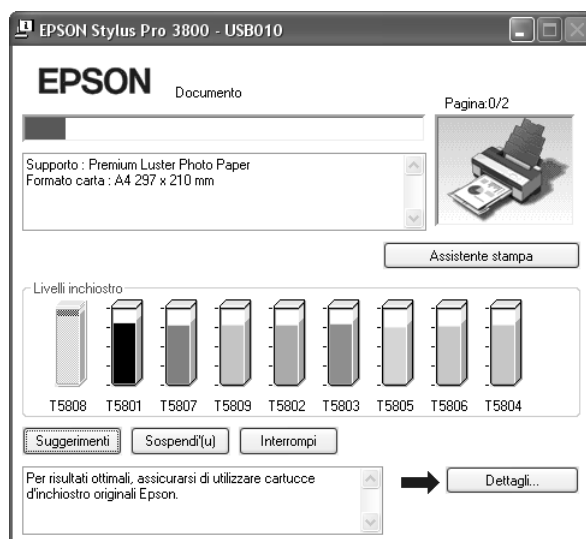 EPSON Stylus Pro 3800 - USB010
EPSON
Documento
Pagina:0/2
Supporto : Premium Luster Photo Paper
Formato carta : A4 297 x 210 mm
Assistente stampa
Livelli inchiostro
T5808 T5801 T5807 T5809 T5802 T5803 T5805 T5806 T5804
Suggerimenti Sospendi'(u) Interrompi
Per risultati ottimali, assicurarsi di utilizzare cartucce
d'inchiostro originali Epson.
Dettagli...